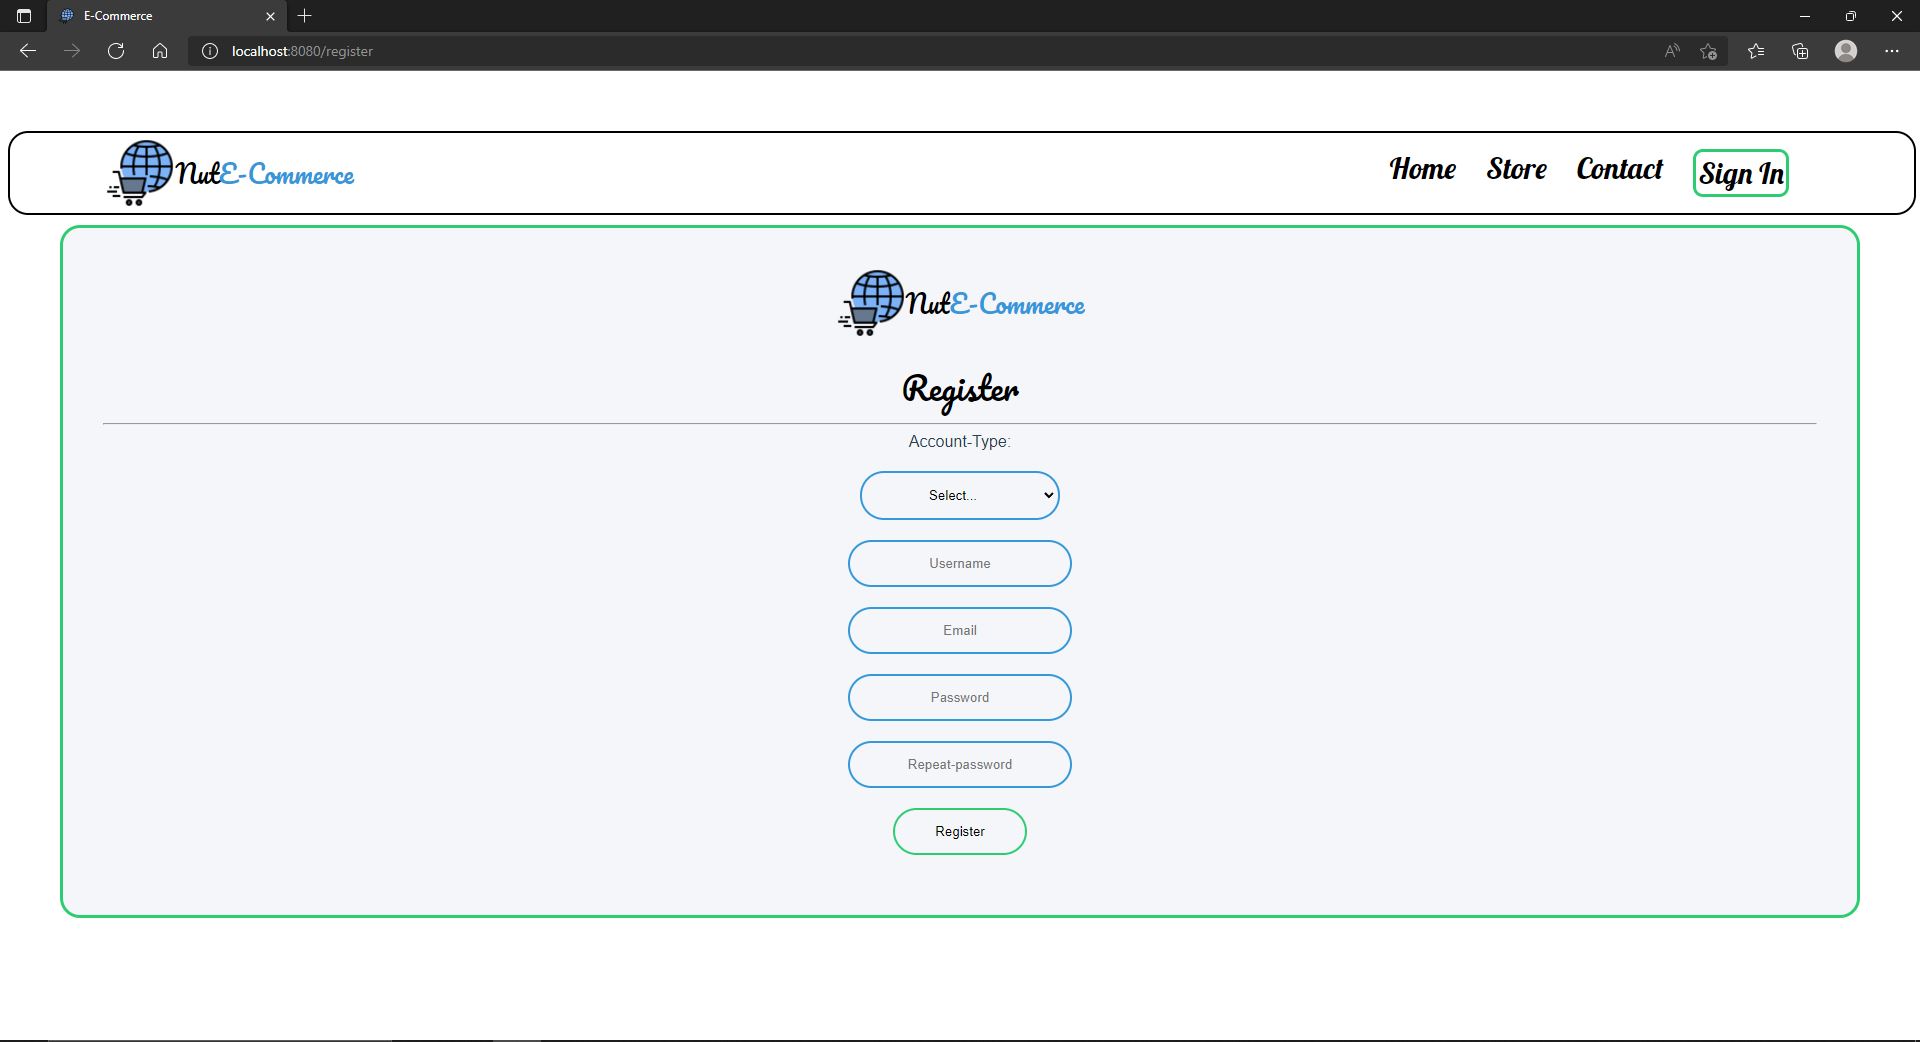 E-Commerce
localhost:8080/register
NutE-Commerce
Home Store Contact Sign In
NutE-Commerce
Register
Account-Type:
Select...
Username
Email
Password
Repeat-password
Register